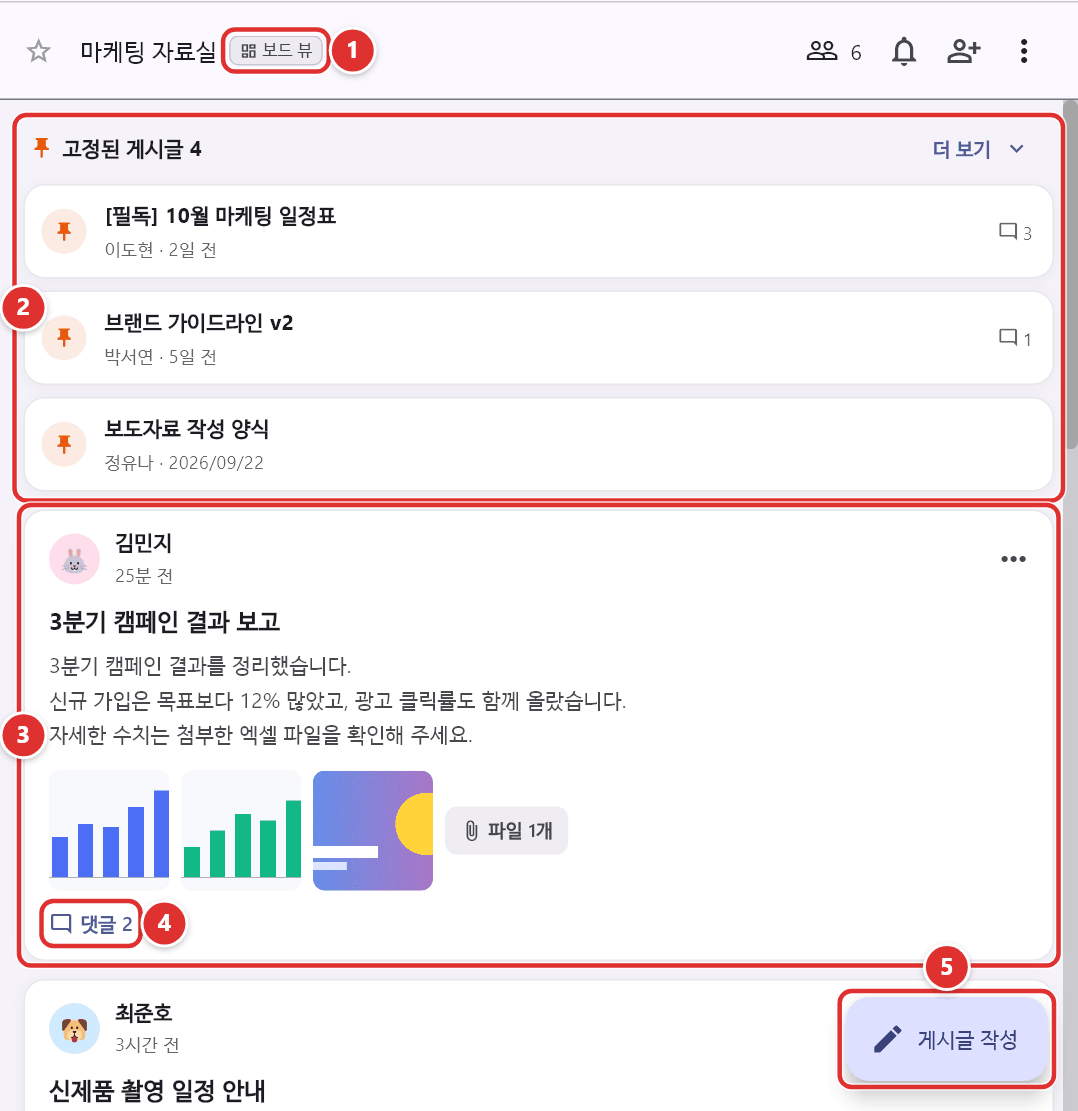 마케팅 자료실 보드 뷰 1 6
고정된 게시글 4 더 보기
[필독] 10월 마케팅 일정표
이도현 · 2일 전 3
2
브랜드 가이드라인 v2
박서연 · 5일 전 1
보도자료 작성 양식
정유나 · 2026/09/22
김민지
25분 전
3분기 캠페인 결과 보고
3분기 캠페인 결과를 정리했습니다.
신규 가입은 목표보다 12% 많았고, 광고 클릭률도 함께 올랐습니다.
3 자세한 수치는 첨부한 엑셀 파일을 확인해 주세요.
파일 1개
댓글 2 4
5
최준호
3시간 전
게시글 작성
신제품 촬영 일정 안내